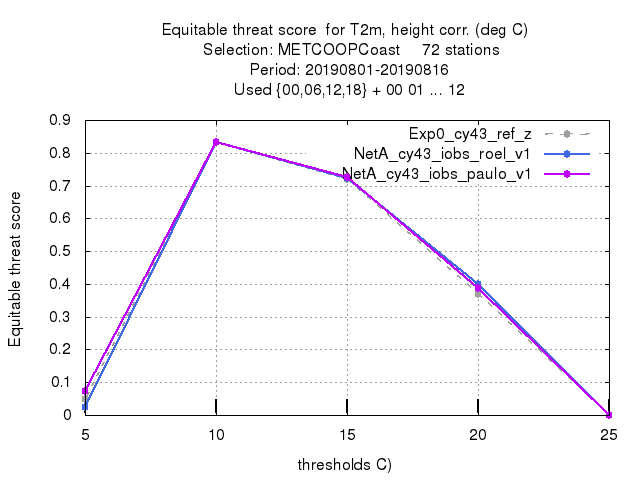 Equitable threat score  for T2m, height corr. (deg C)
Selection: METCOOPCoast     72 stations
Period: 20190801-20190816
Used {00,06,12,18} + 00 01 ... 12
Exp0_cy43_ref_z
NetA_cy43_iobs_roel_v1
NetA_cy43_iobs_paulo_v1
Equitable threat score
0.9
0.8
0.7
0.6
0.5
0.4
0.3
0.2
0.1
0
5 10 15 20 25
thresholds C)